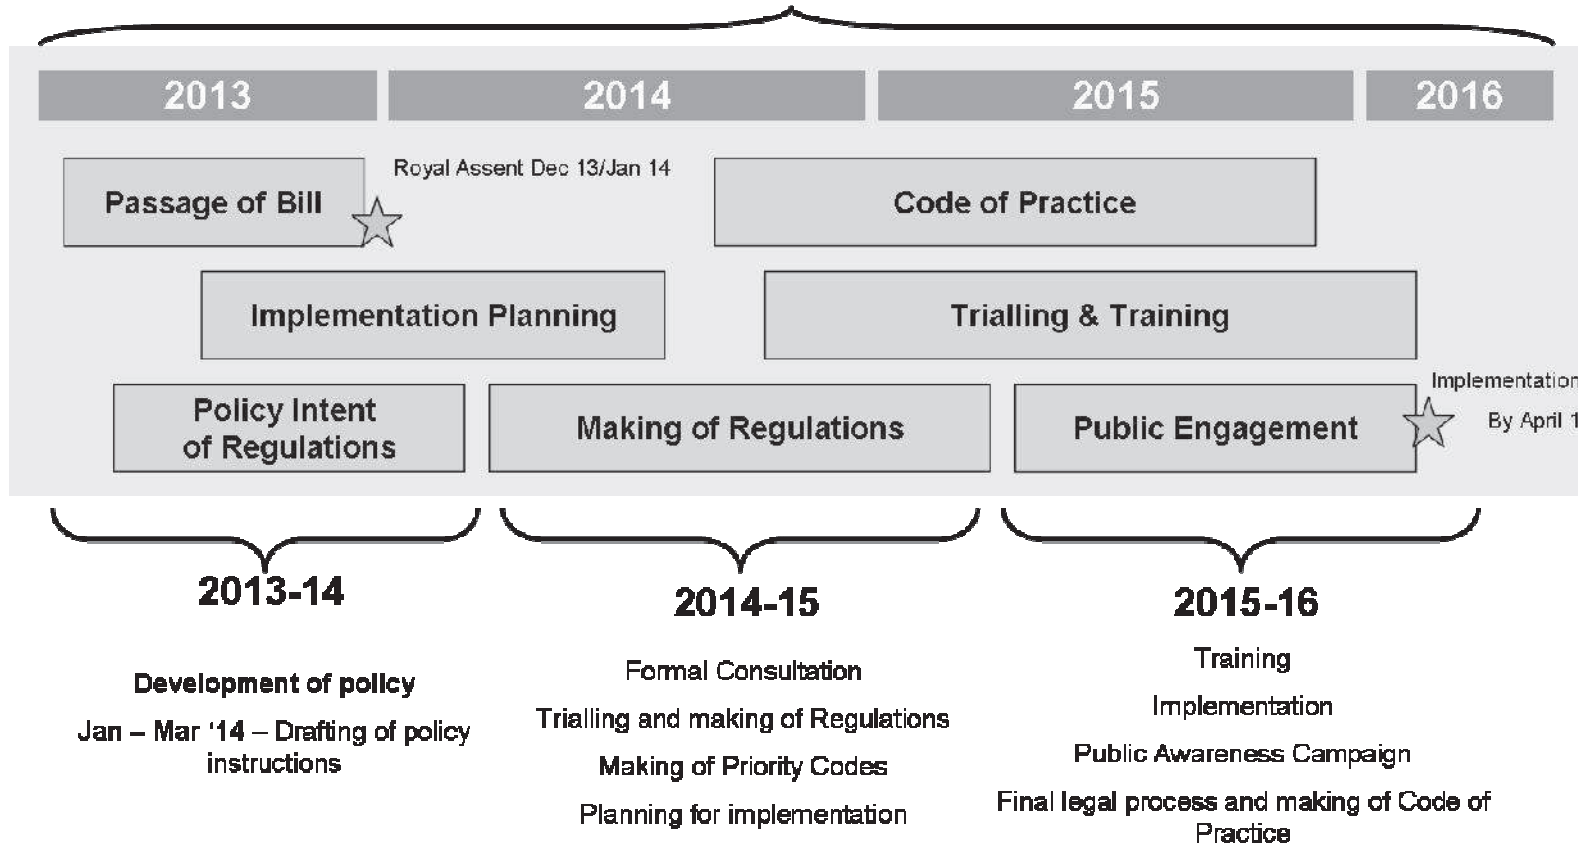 2013 2014 2015 2016
Royal Assent Dec 13/Jan 14
Passage of Bill
Code of Practice
Implementation Planning
Trialling & Training
Policy Intent
of Regulations
Making of Regulations
Public Engagement
Implementation
By April 1
2013-14
Development of policy
Jan – Mar ‘14 – Drafting of policy
instructions
2014-15
Formal Consultation
Trialling and making of Regulations
Making of Priority Codes
Planning for implementation
2015-16
Training
Implementation
Public Awareness Campaign
Final legal process and making of Code of
Practice